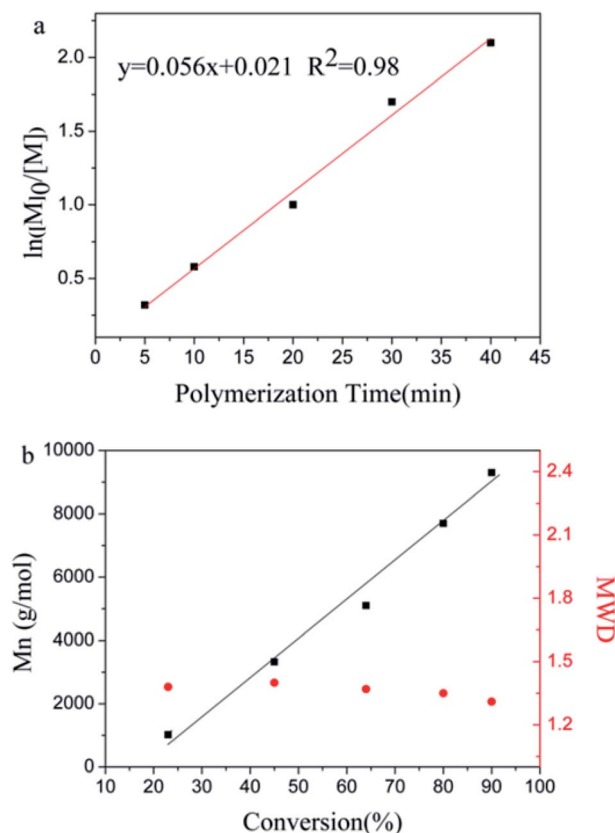 a
y=0.056x+0.021 R²=0.98
ln([M]0/[M])
2.0
1.5
1.0
0.5
0 5 10 15 20 25 30 35 40 45
Polymerization Time(min)
b
Mn (g/mol)
10000
8000
6000
4000
2000
0
2.4
2.1
1.8
1.5
1.2
MWD
10 20 30 40 50 60 70 80 90 100
Conversion(%)